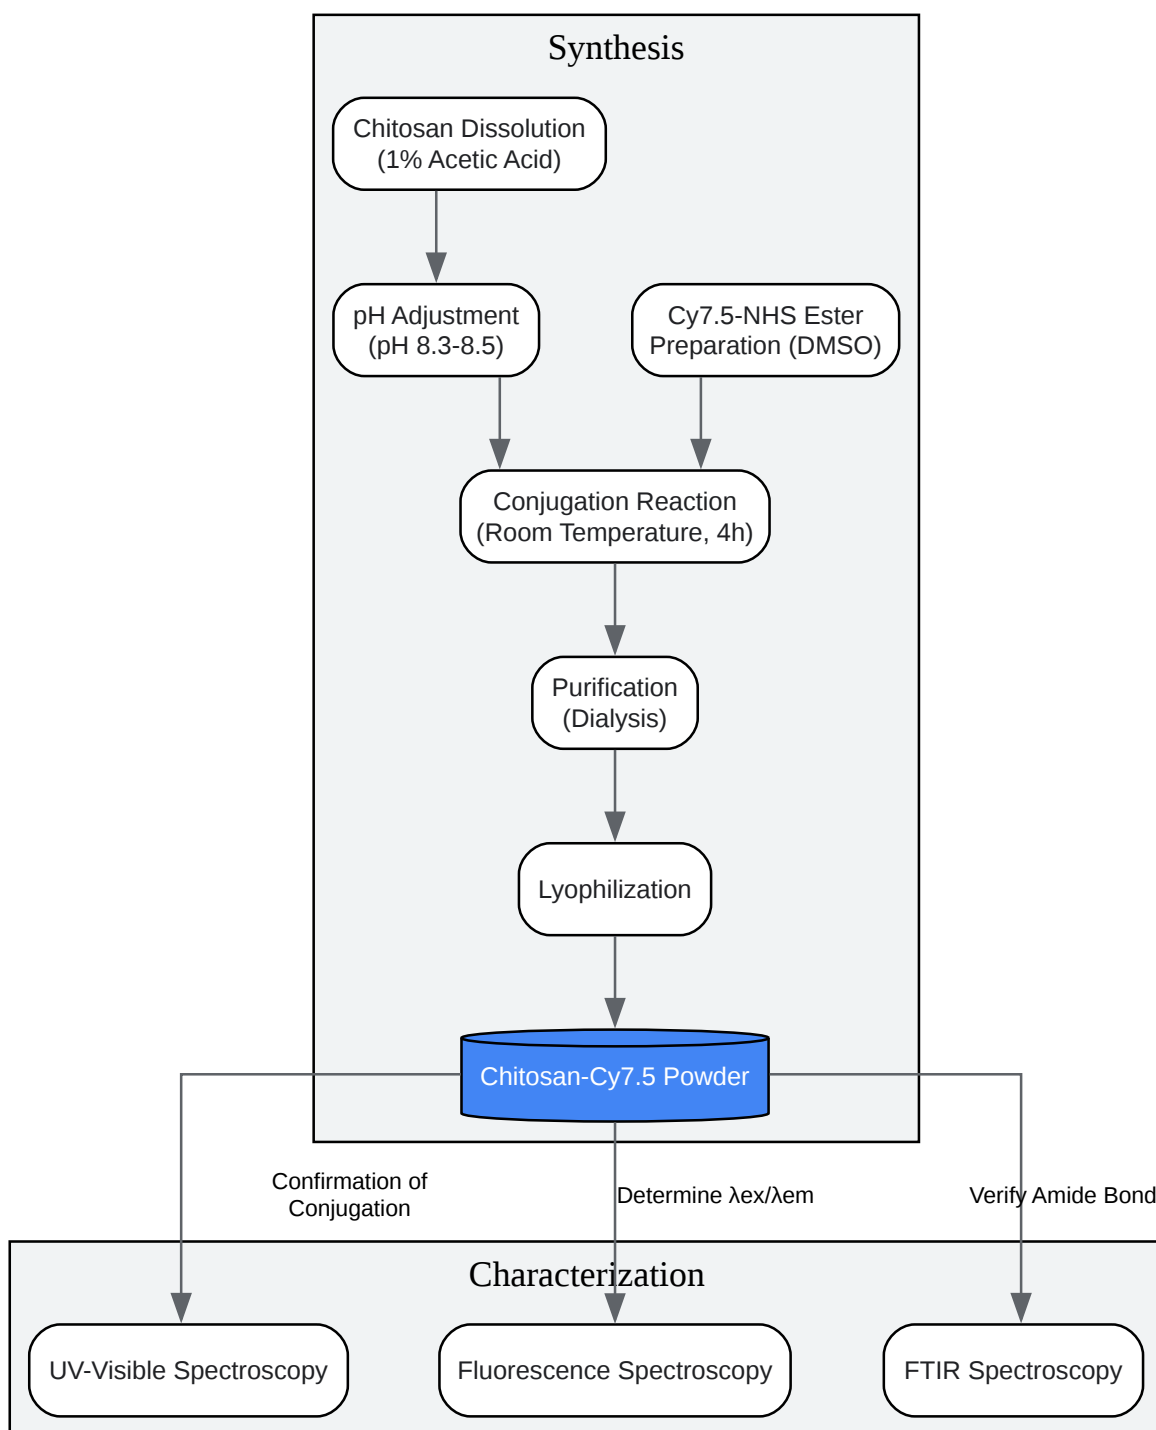 Synthesis
Chitosan Dissolution
(1% Acetic Acid)
pH Adjustment
(pH 8.3-8.5)
Cy7.5-NHS Ester
Preparation (DMSO)
Conjugation Reaction
(Room Temperature, 4h)
Purification
(Dialysis)
Lyophilization
Chitosan-Cy7.5 Powder
Confirmation of
Conjugation
Determine λex/λem
Verify Amide Bond
Characterization
UV-Visible Spectroscopy
Fluorescence Spectroscopy
FTIR Spectroscopy